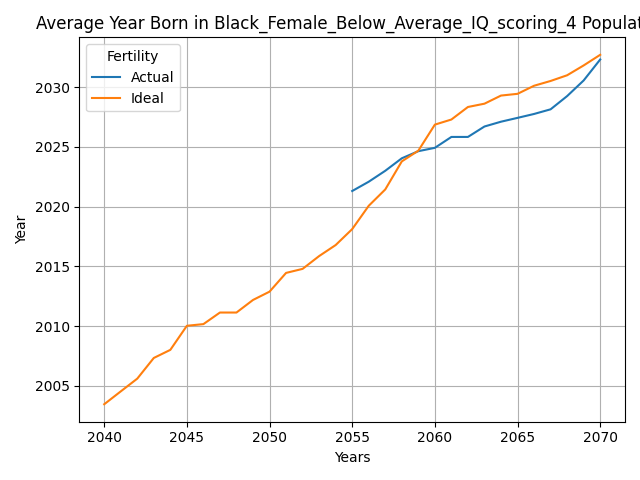 Average Year Born in Black_Female_Below_Average_IQ_scoring_4 Populat
Fertility
Actual
Ideal
2030
2025
2020
2015
2010
2005
Year
2040 2045 2050 2055 2060 2065 2070
Years